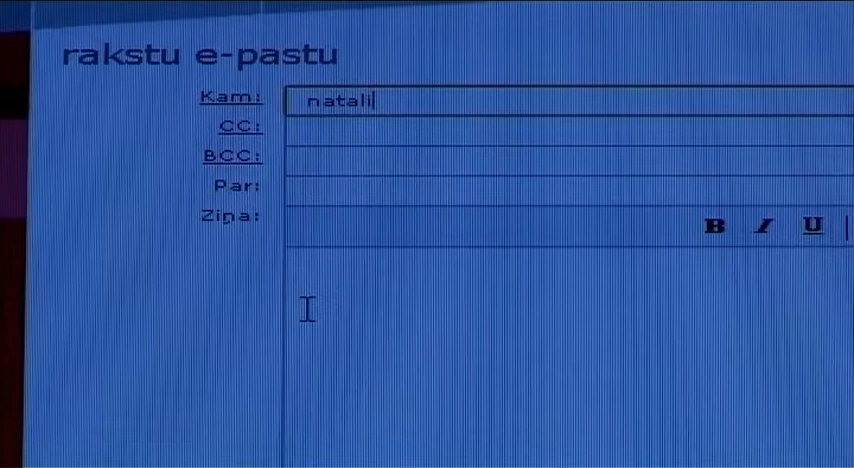 rakstu e-pastu
Kam: natali
CC:
BCC:
Par:
Ziņa: B I U